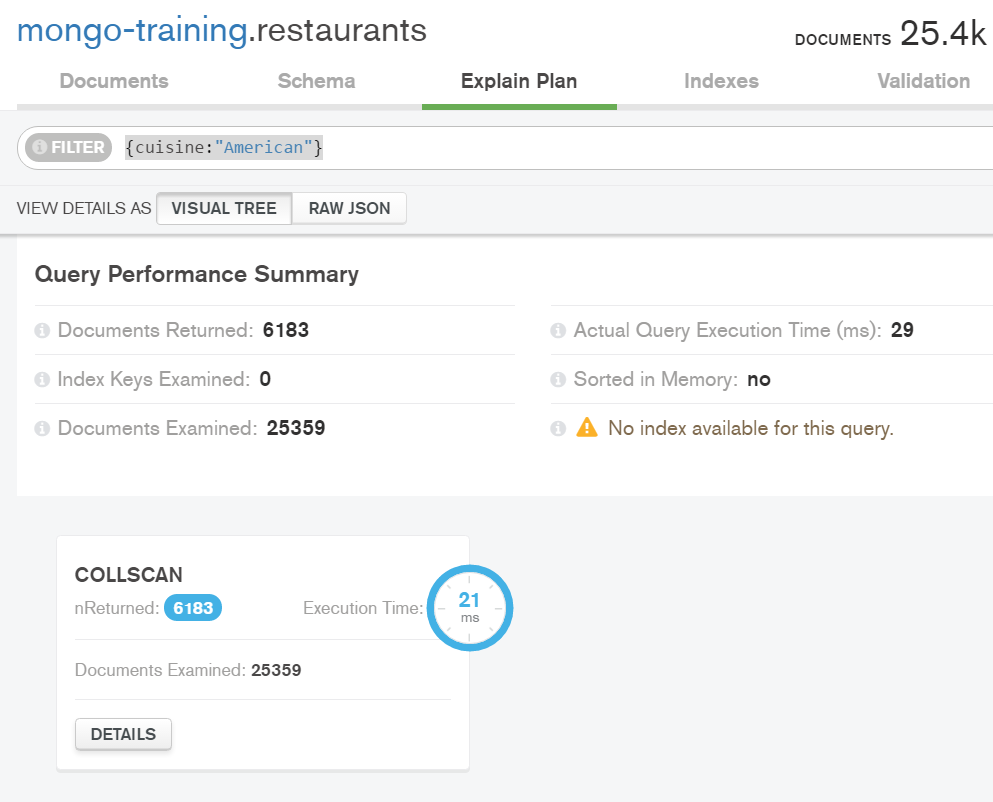 mongo-training.restaurants
DOCUMENTS 25.4k
Documents Schema Explain Plan Indexes Validation
FILTER {cuisine:"American"}
VIEW DETAILS AS VISUAL TREE RAW JSON
Query Performance Summary
Documents Returned: 6183
Actual Query Execution Time (ms): 29
Index Keys Examined: 0
Sorted in Memory: no
Documents Examined: 25359
No index available for this query.
COLLSCAN
nReturned: 6183 Execution Time: 21
ms
Documents Examined: 25359
DETAILS